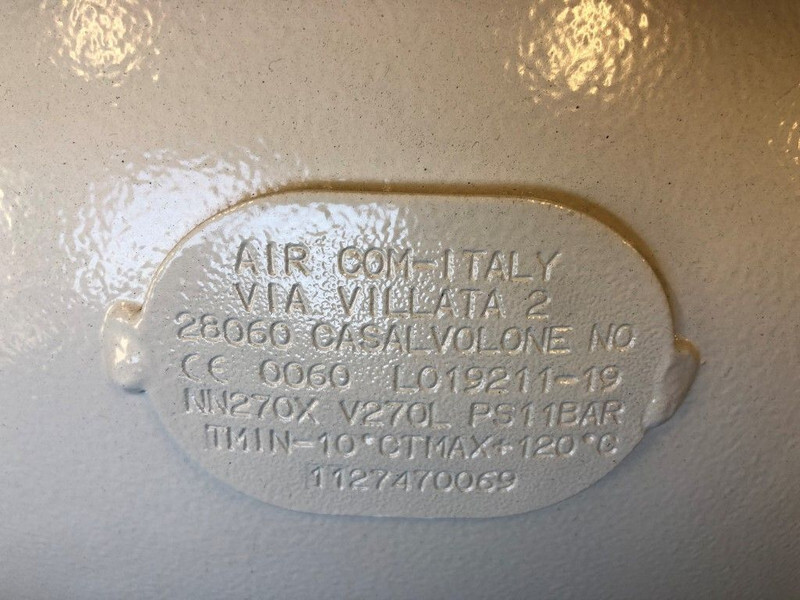 AIR COM-ITALY
VIA VILLATA 2
28060 CASALVOLONE NO
CE 0060 L019211-19
NN270X V270L PS11BAR
TMIN-10°CTMAX+120°C
1127470069